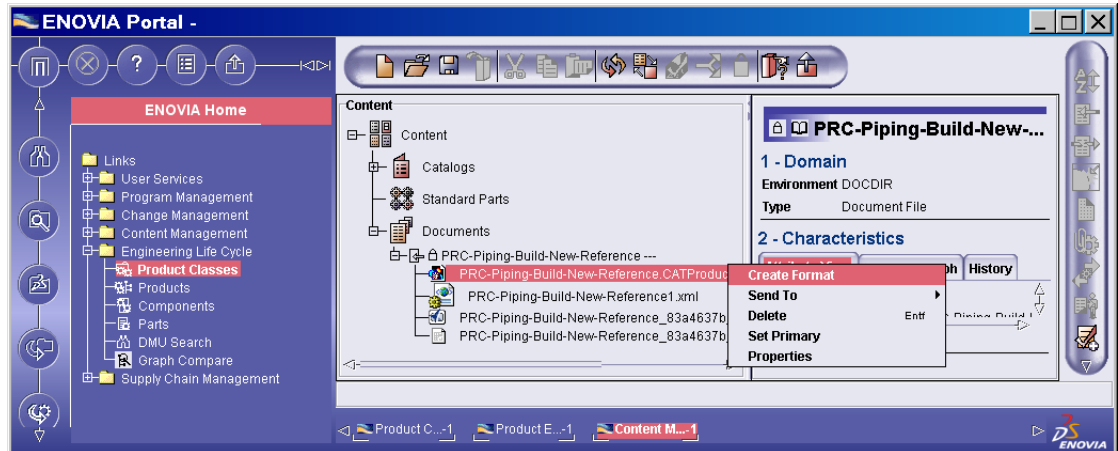 ENOVIA Portal -
ENOVIA Home
Links
User Services
Program Management
Change Management
Content Management
Engineering Life Cycle
Product Classes
Products
Components
Parts
DMU Search
Graph Compare
Supply Chain Management
Content
Content
Catalogs
Standard Parts
Documents
PRC-Piping-Build-New-Reference ---
PRC-Piping-Build-New-Reference.CATProduc
PRC-Piping-Build-New-Reference1.xml
PRC-Piping-Build-New-Reference_83a4637b
PRC-Piping-Build-New-Reference_83a4637b
Create Format
Send To
Delete Entf
Set Primary
Properties
PRC-Piping-Build-New-...
1 - Domain
Environment DOCDIR
Type Document File
2 - Characteristics
ph History
Product C...-1
Product E...-1
Content M...-1
ENOVIA